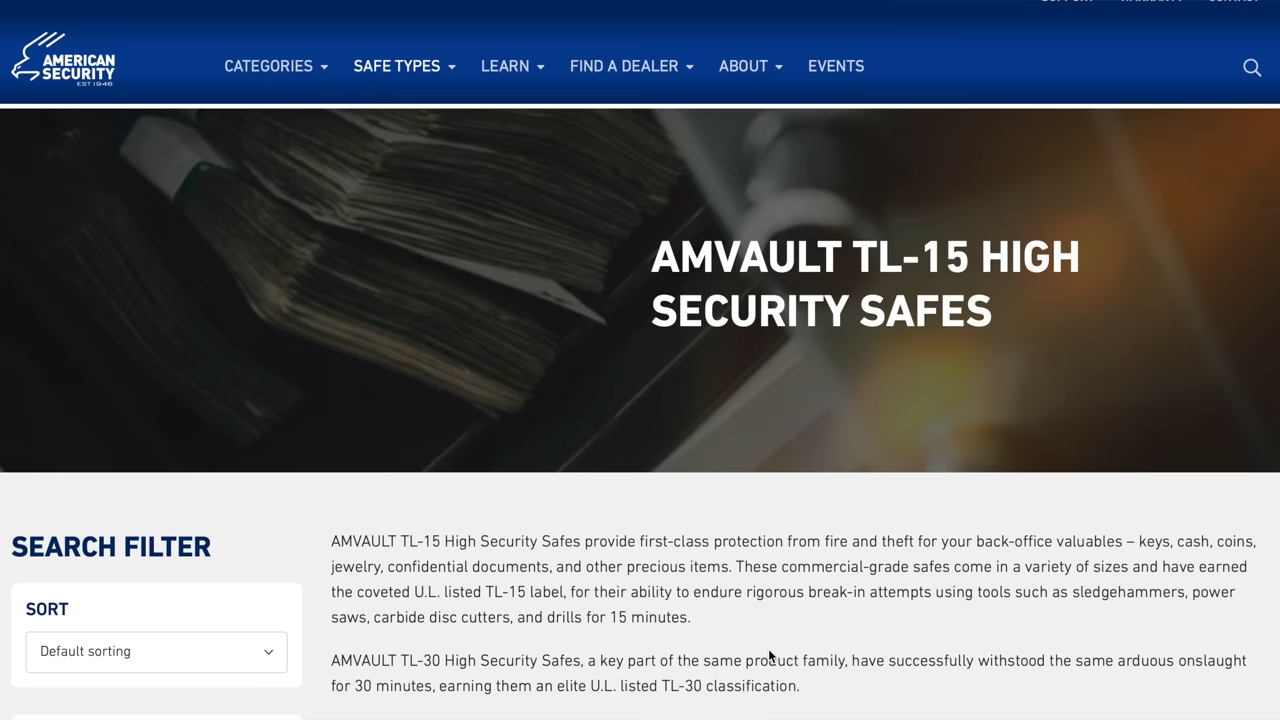 AMERICAN
SECURITY
EST 1946
CATEGORIES
SAFE TYPES
LEARN
FIND A DEALER
ABOUT
EVENTS
AMVAULT TL-15 HIGH
SECURITY SAFES
SEARCH FILTER
SORT
Default sorting
AMVAULT TL-15 High Security Safes provide first-class protection from fire and theft for your back-office valuables – keys, cash, coins,
jewelry, confidential documents, and other precious items. These commercial-grade safes come in a variety of sizes and have earned
the coveted U.L. listed TL-15 label, for their ability to endure rigorous break-in attempts using tools such as sledgehammers, power
saws, carbide disc cutters, and drills for 15 minutes.
AMVAULT TL-30 High Security Safes, a key part of the same product family, have successfully withstood the same arduous onslaught
for 30 minutes, earning them an elite U.L. listed TL-30 classification.